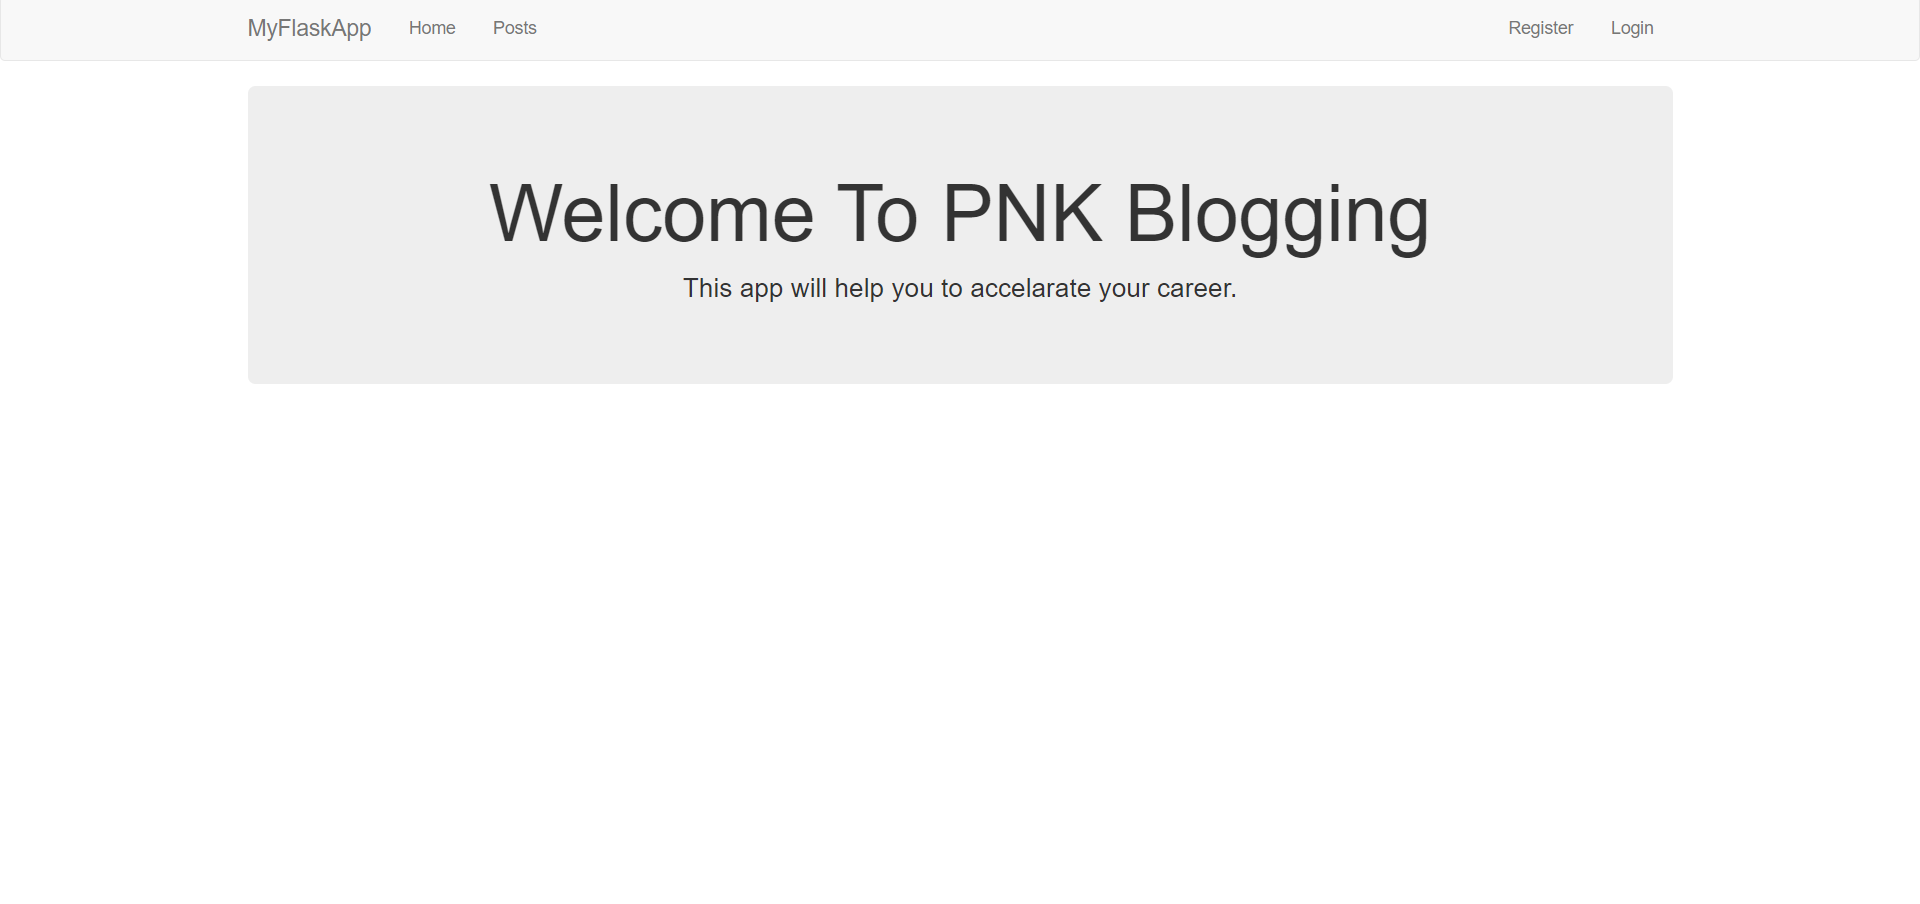 MyFlaskApp Home Posts Register Login
Welcome To PNK Blogging
This app will help you to accelarate your career.